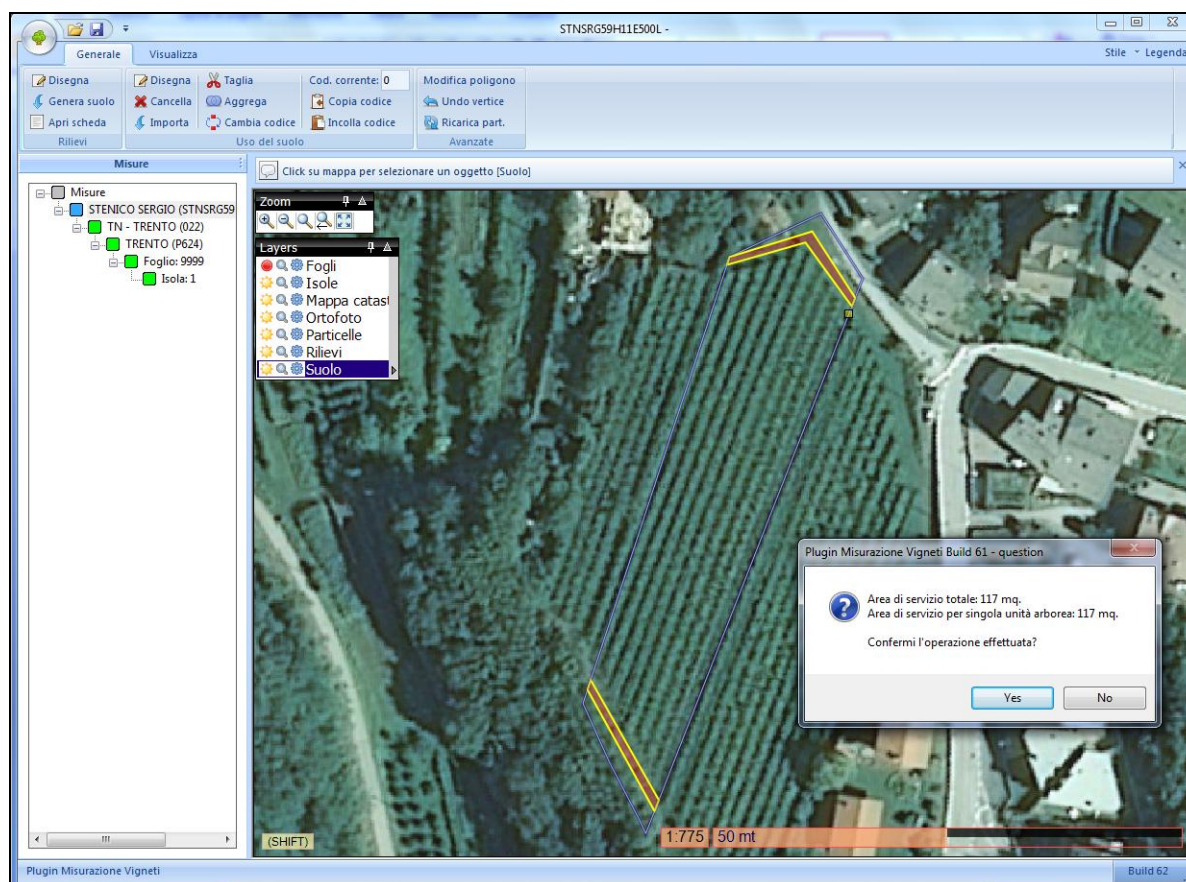 STNSRG59H11E500L -
Generale Visualizza Stile Legenda
Disegna Disegna Taglia Cod. corrente: 0 Modifica poligono
Genera suolo Cancella Aggrega Copia codice Undo vertice
Apri scheda Importa Cambia codice Incolla codice Ricarica part.
Rilievi Uso del suolo Avanzate
Misure
Click su mappa per selezionare un oggetto [Suolo]
Misure
STENICO SERGIO (STNSRG59
TN - TRENTO (022)
TRENTO (P624)
Foglio: 9999
Isola: 1
Zoom
Layers
Fogli
Isole
Mappa catast
Ortofoto
Particelle
Rilievi
Suolo
Plugin Misurazione Vigneti Build 61 - question
Area di servizio totale: 117 mq.
Area di servizio per singola unità arborea: 117 mq.
Confermi l'operazione effettuata?
Yes No
(SHIFT)
1:775 50 mt
Plugin Misurazione Vigneti Build 62